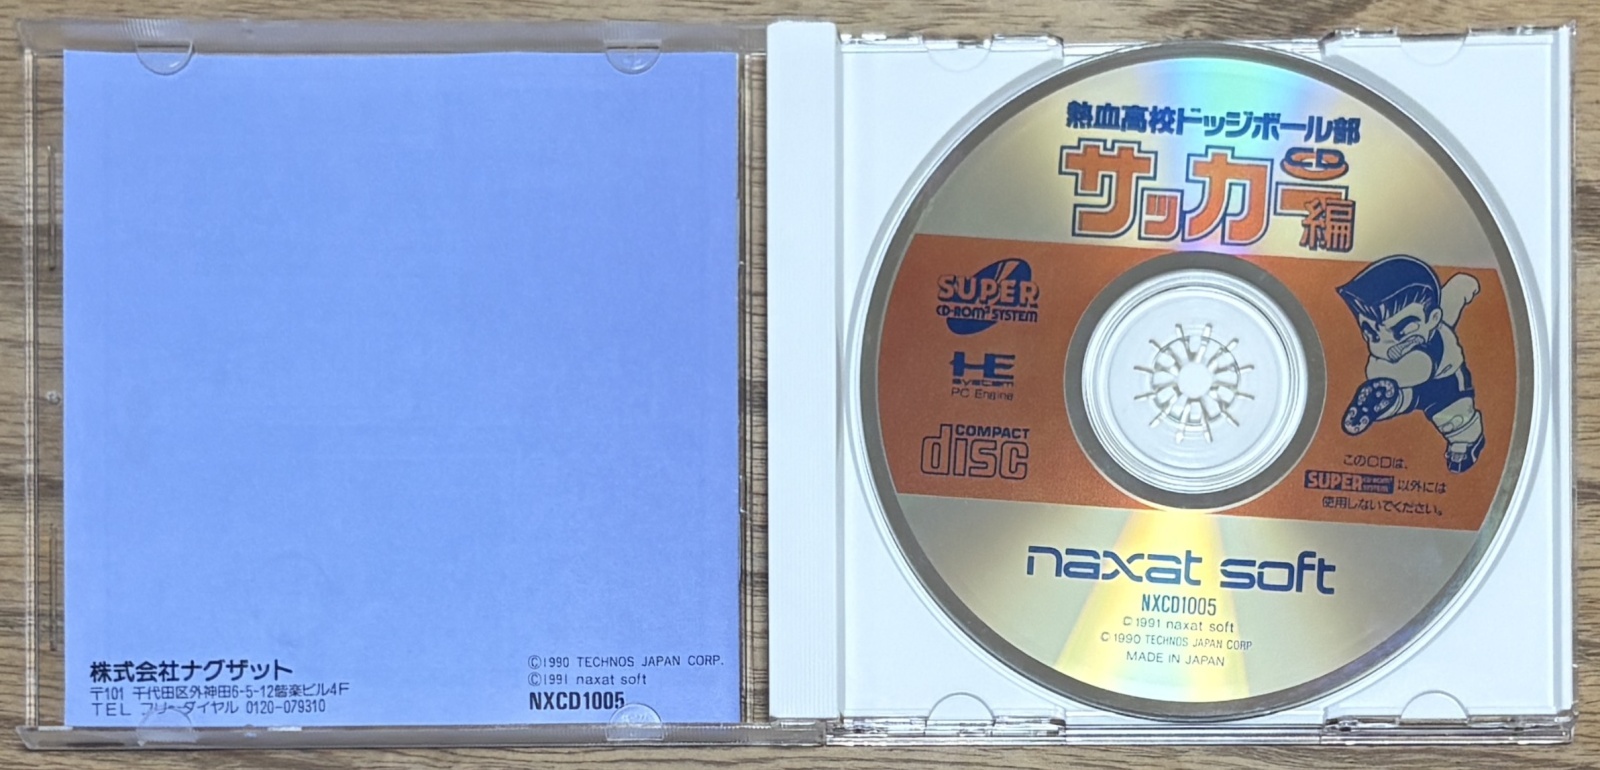 株式会社ナグザット
〒101 千代田区外神田6-5-12偕楽ビル4F
TEL フリーダイヤル 0120-079310
©1990 TECHNOS JAPAN CORP.
©1991 naxat soft
NXCD1005
熱血高校ドッジボール部
CD
サッカー編
SUPER
CD-ROM² SYSTEM
HE
system
PC Engine
COMPACT
disc
このCDは、
SUPER CD-ROM² SYSTEM 以外には
使用しないでください。
naxat soft
NXCD1005
©1991 naxat soft
©1990 TECHNOS JAPAN CORP
MADE IN JAPAN